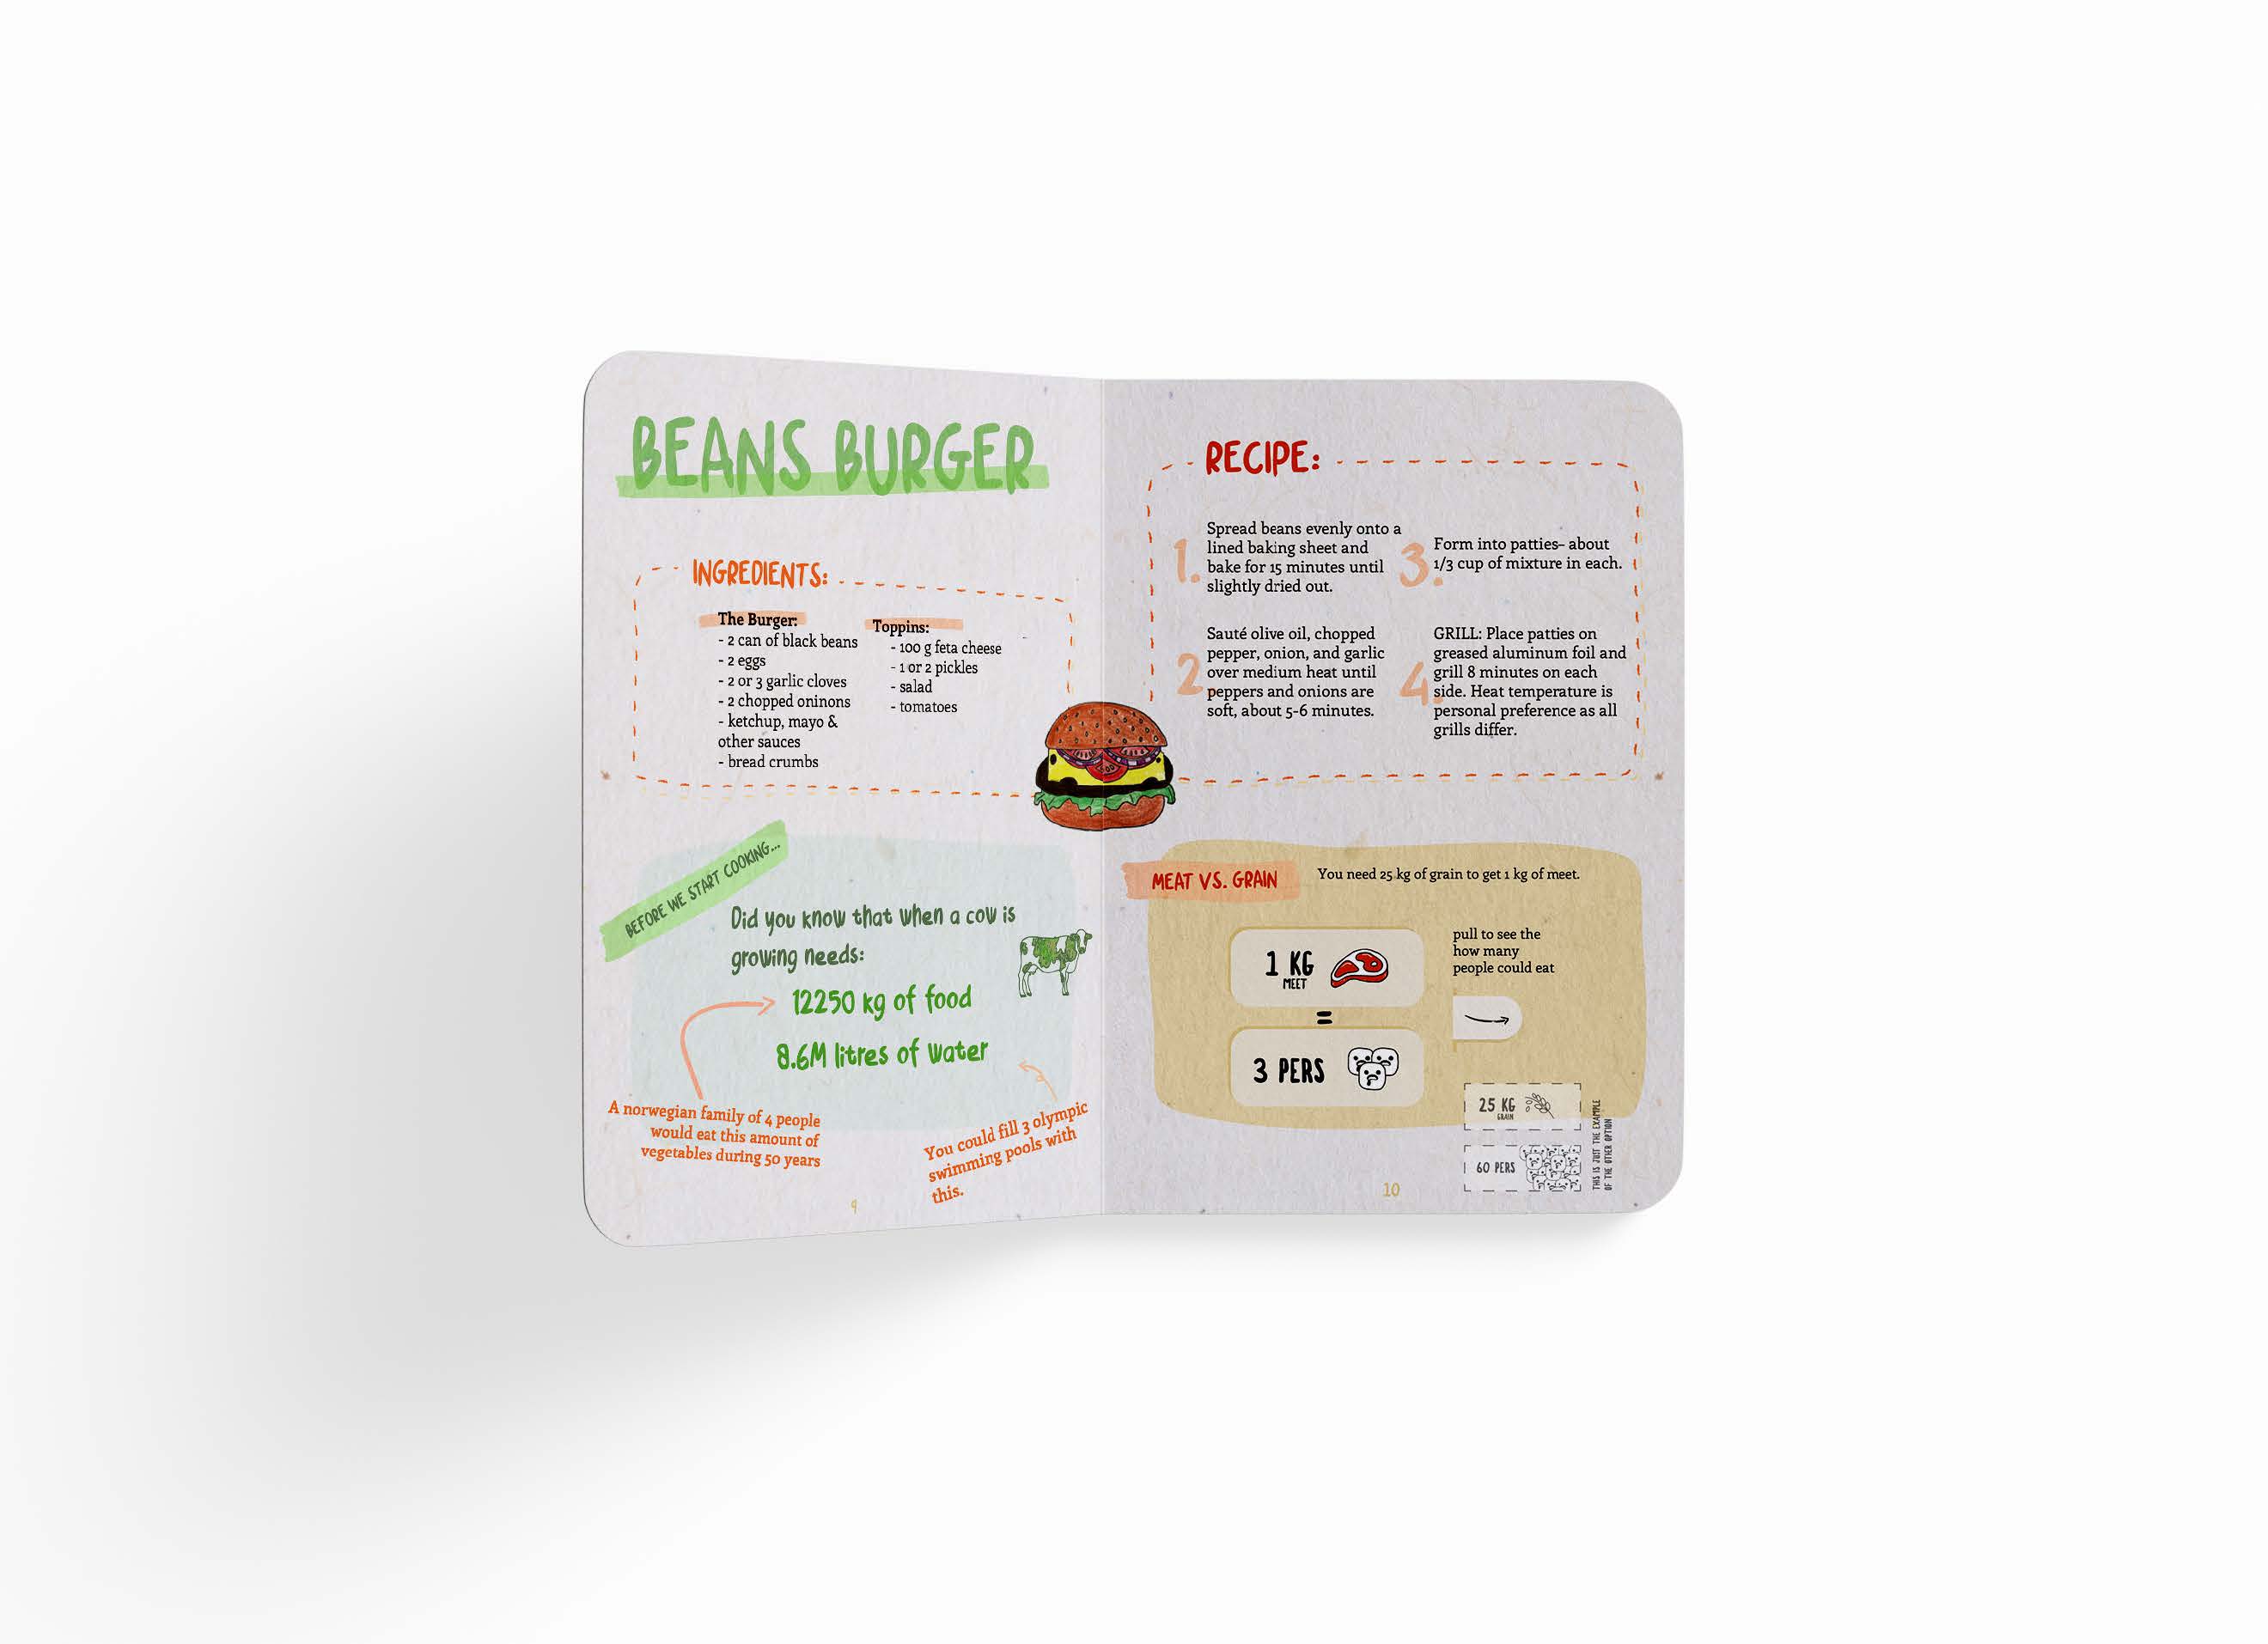 BEANS BURGER
INGREDIENTS:
The Burger:
- 2 can of black beans
- 2 eggs
- 2 or 3 garlic cloves
- 2 chopped oninons
- ketchup, mayo &
other sauces
- bread crumbs
Toppins:
- 100 g feta cheese
- 1 or 2 pickles
- salad
- tomatoes
BEFORE WE START COOKING...
Did you know that when a cow is
growing needs:
12250 kg of food
8.6M litres of water
A norwegian family of 4 people
would eat this amount of
vegetables during 50 years
You could fill 3 olympic
swimming pools with
this.
9
RECIPE:
1.
Spread beans evenly onto a
lined baking sheet and
bake for 15 minutes until
slightly dried out.
2.
Sauté olive oil, chopped
pepper, onion, and garlic
over medium heat until
peppers and onions are
soft, about 5-6 minutes.
3.
Form into patties– about
1/3 cup of mixture in each.
4.
GRILL: Place patties on
greased aluminum foil and
grill 8 minutes on each
side. Heat temperature is
personal preference as all
grills differ.
MEAT VS. GRAIN
You need 25 kg of grain to get 1 kg of meet.
1 KG
MEET
=
3 PERS
pull to see the
how many
people could eat
25 KG
GRAIN
60 PERS
THIS IS JUST THE EXAMPLE
OF THE OTHER OPTION
10